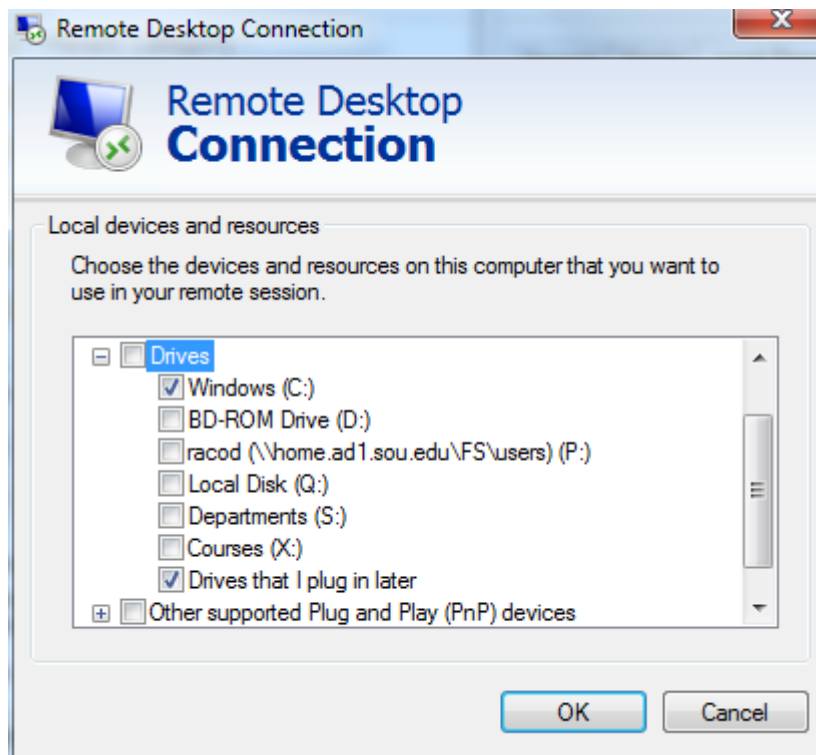 Remote Desktop Connection
Remote Desktop
Connection
Local devices and resources
Choose the devices and resources on this computer that you want to
use in your remote session.
Drives
Windows (C:)
BD-ROM Drive (D:)
racod (\\home.ad1.sou.edu\FS\users) (P:)
Local Disk (Q:)
Departments (S:)
Courses (X:)
Drives that I plug in later
Other supported Plug and Play (PnP) devices
OK Cancel